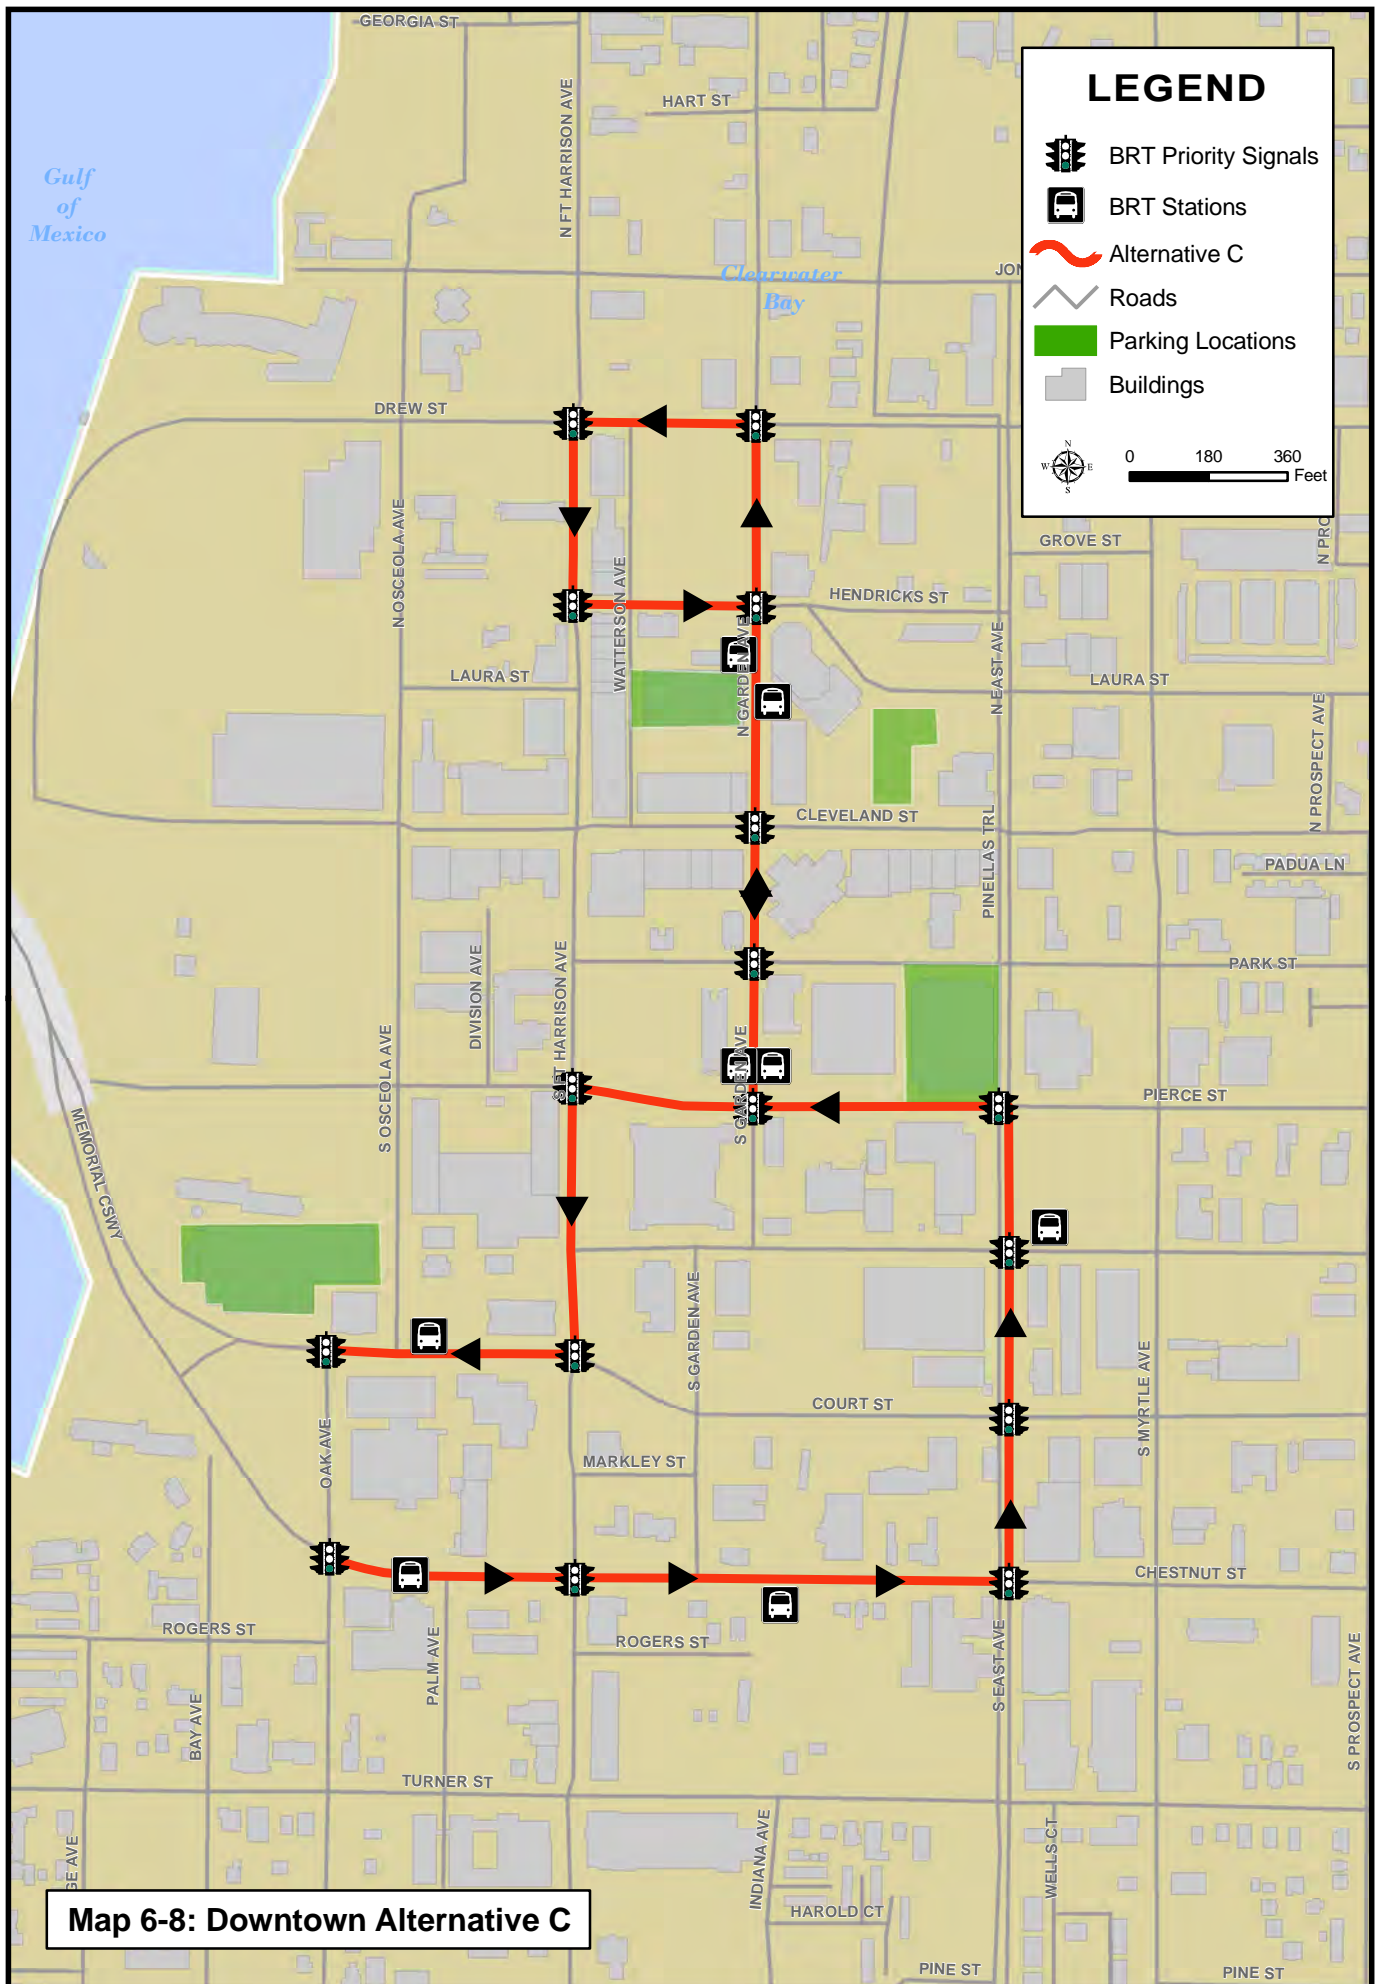 GEORGIA ST
LEGEND
BRT Priority Signals
BRT Stations
Alternative C
Roads
Parking Locations
Buildings
N
W E
S
0 180 360
Feet
HART ST
N FT HARRISON AVE
Gulf
of
Mexico
Clearwater
Bay
DREW ST
N OSCEOLA AVE
WATTERSON AVE
GROVE ST
HENDRICKS ST
N EAST AVE
LAURA ST
N GARDEN AVE
LAURA ST
N PROSPECT AVE
CLEVELAND ST
PINELLAS TRL
PADUA LN
DIVISION AVE
PARK ST
S OSCEOLA AVE
S GARDEN AVE
PIERCE ST
MEMORIAL CSWY
S GARDEN AVE
S MYRTLE AVE
COURT ST
OAK AVE
MARKLEY ST
CHESTNUT ST
ROGERS ST
PALM AVE
ROGERS ST
S EAST AVE
BAY AVE
S PROSPECT AVE
TURNER ST
INDIANA AVE
WELLS CT
HAROLD CT
PINE ST
PINE ST
Map 6-8: Downtown Alternative C